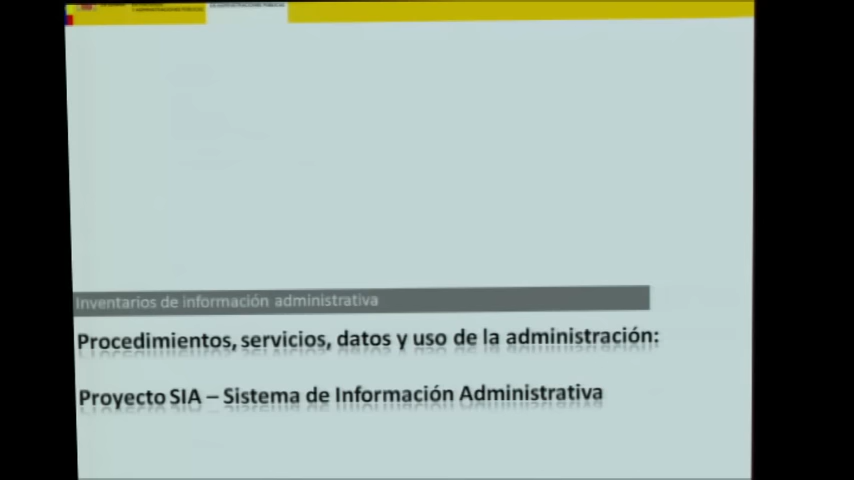 Inventarios de información administrativa
Procedimientos, servicios, datos y uso de la administración:
Proyecto SIA – Sistema de Información Administrativa